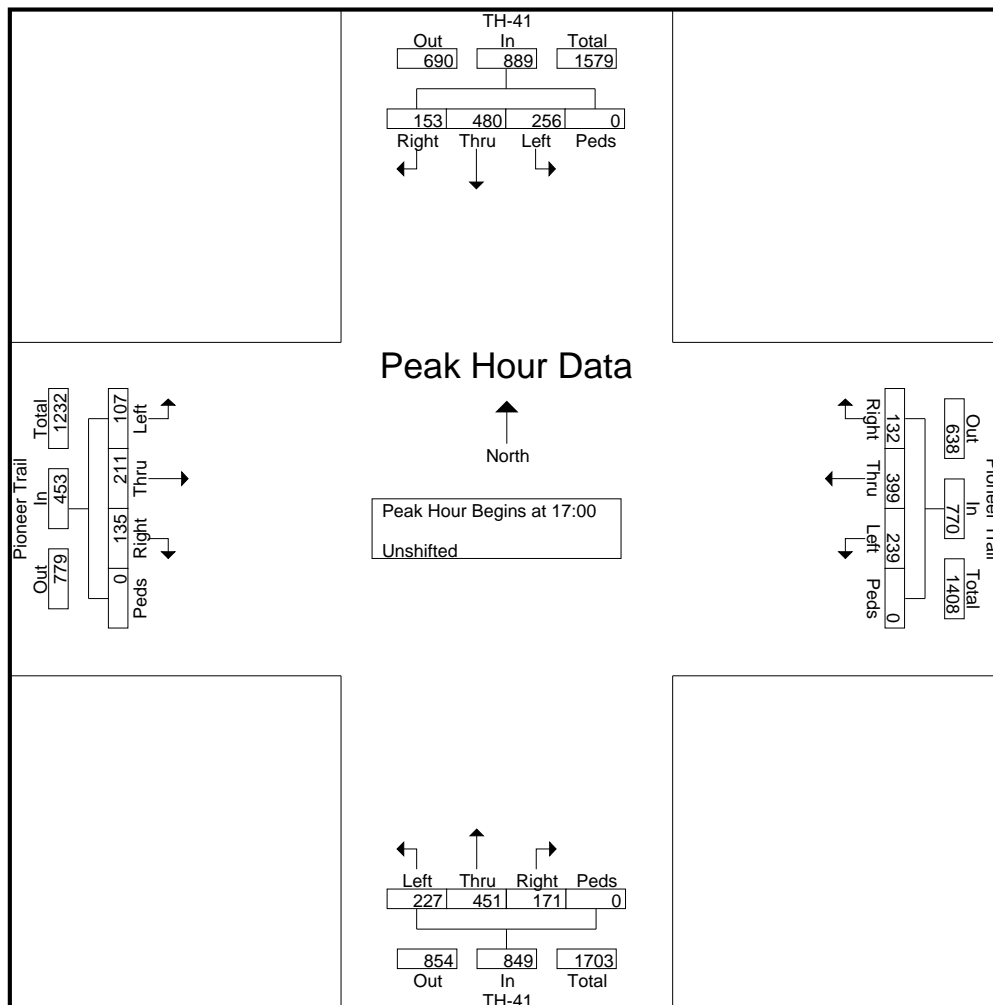 TH-41
Out In Total
690 889 1579
153 480 256 0
Right Thru Left Peds
Peak Hour Data
North
Peak Hour Begins at 17:00
Unshifted
Pioneer Trail
Total In Out
1232 453 779
107 211 135 0
Left Thru Right Peds
Pioneer Trail
Out In Total
638 770 1408
132 399 239 0
Right Thru Left Peds
Left Thru Right Peds
227 451 171 0
854 849 1703
Out In Total
TH-41